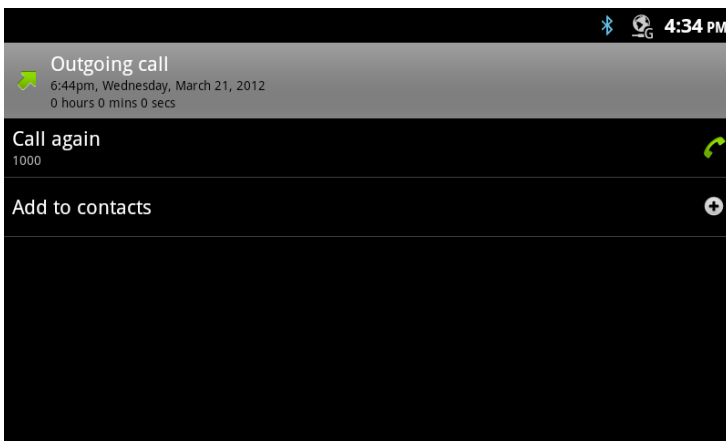 G 4:34 PM
Outgoing call
6:44pm, Wednesday, March 21, 2012
0 hours 0 mins 0 secs
Call again
1000
Add to contacts